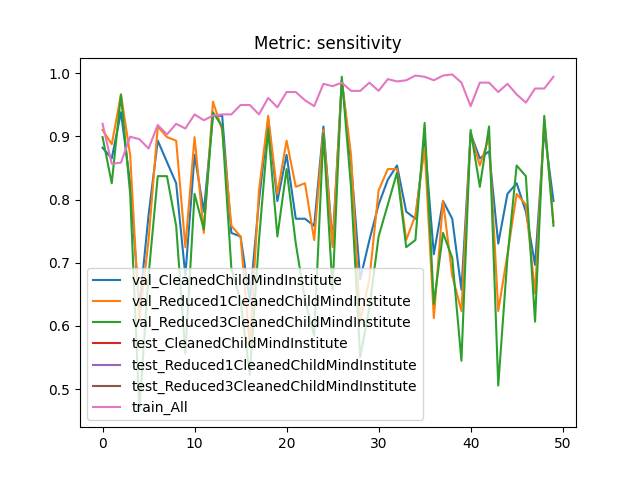 Metric: sensitivity
1.0
0.9
0.8
0.7
0.6
0.5
val_CleanedChildMindInstitute
val_Reduced1CleanedChildMindInstitute
val_Reduced3CleanedChildMindInstitute
test_CleanedChildMindInstitute
test_Reduced1CleanedChildMindInstitute
test_Reduced3CleanedChildMindInstitute
train_All
0 10 20 30 40 50